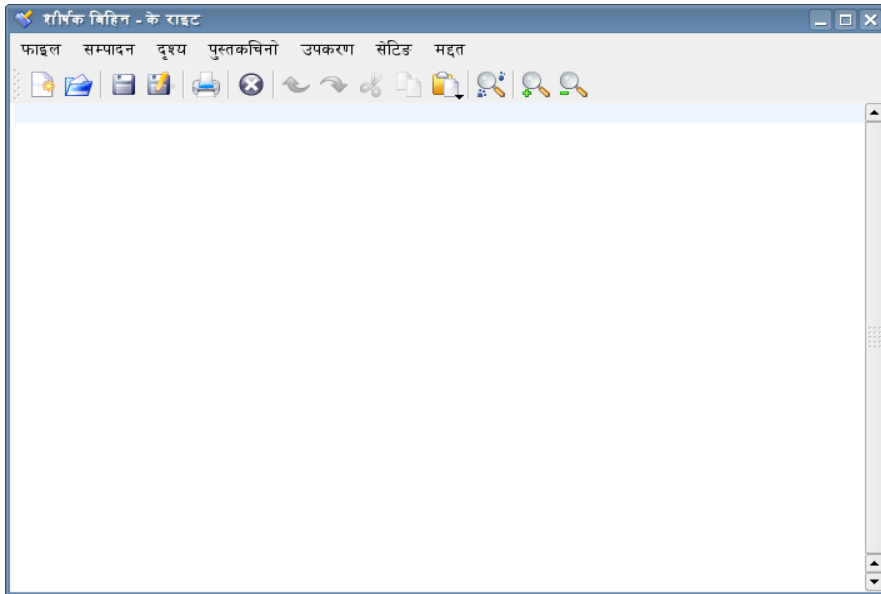 शीर्षक बिहिन - के राइट
फाइल सम्पादन दृश्य पुस्तकचिनो उपकरण सेटिङ मद्दत